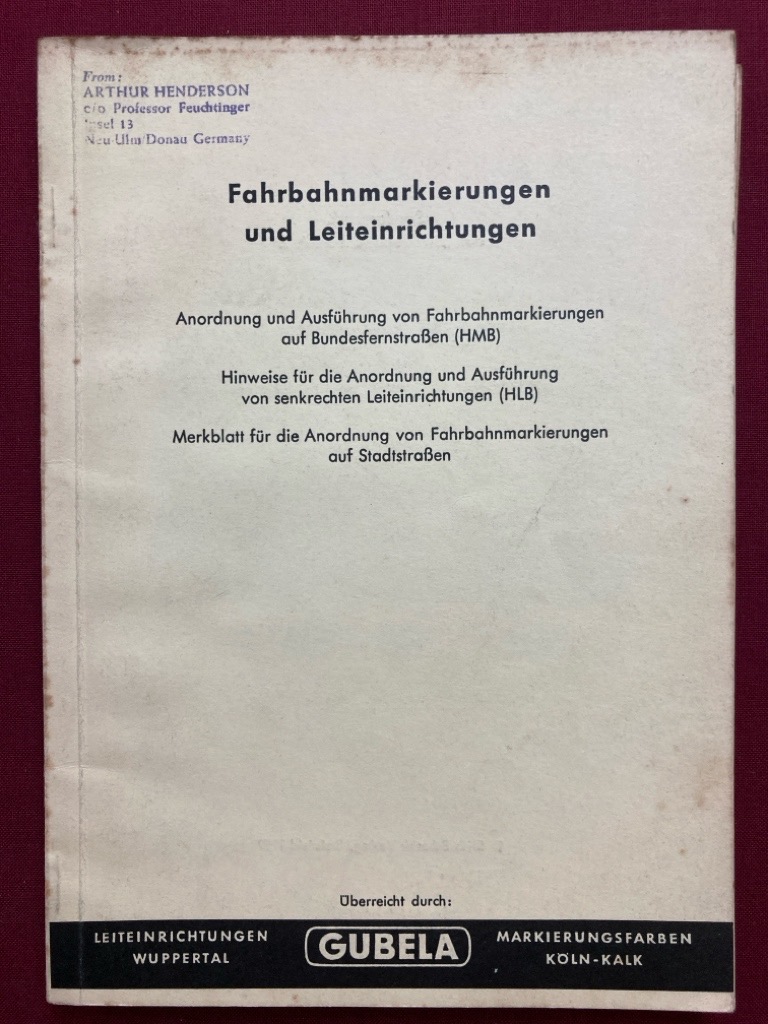 From:
ARTHUR HENDERSON
c/o Professor Feuchtinger
Insel 13
Neu-Ulm/Donau Germany
Fahrbahnmarkierungen
und Leiteinrichtungen
Anordnung und Ausführung von Fahrbahnmarkierungen
auf Bundesfernstraßen (HMB)
Hinweise für die Anordnung und Ausführung
von senkrechten Leiteinrichtungen (HLB)
Merkblatt für die Anordnung von Fahrbahnmarkierungen
auf Stadtstraßen
Überreicht durch:
LEITEINRICHTUNGEN
WUPPERTAL
GUBELA
MARKIERUNGSFARBEN
KÖLN-KALK